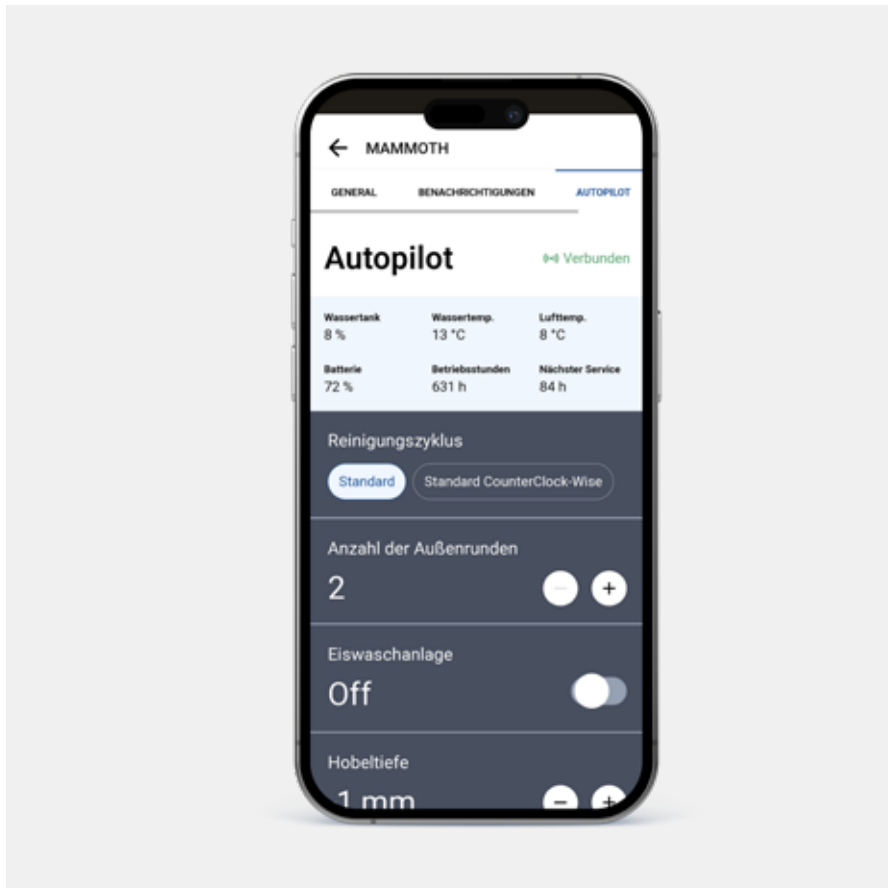 MAMMOTH
GENERAL BENACHRICHTIGUNGEN AUTOPILOT
Autopilot Verbunden
Wassertank Wassertemp. Lufttemp.
8 % 13 °C 8 °C
Batterie Betriebsstunden Nächster Service
72 % 631 h 84 h
Reinigungszyklus
Standard Standard CounterClock-Wise
Anzahl der Außenrunden
2 − +
Eiswaschanlage
Off
Hobeltiefe
1 mm − +